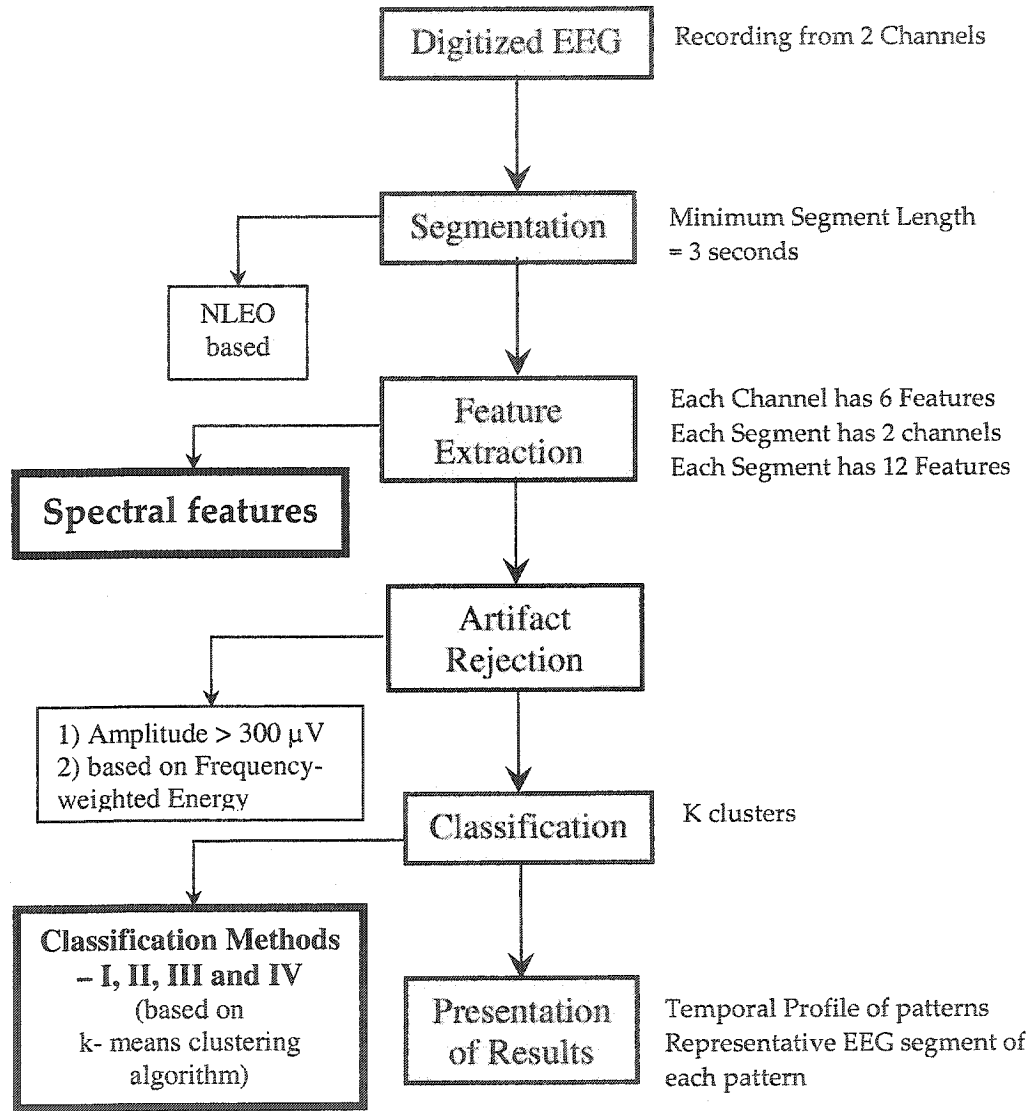 Digitized EEG
Recording from 2 Channels
Segmentation
Minimum Segment Length
= 3 seconds
NLEO
based
Feature
Extraction
Each Channel has 6 Features
Each Segment has 2 channels
Each Segment has 12 Features
Spectral features
Artifact
Rejection
1) Amplitude > 300 μV
2) based on Frequency-
weighted Energy
Classification
K clusters
Classification Methods
– I, II, III and IV
(based on
k- means clustering
algorithm)
Presentation
of Results
Temporal Profile of patterns
Representative EEG segment of
each pattern